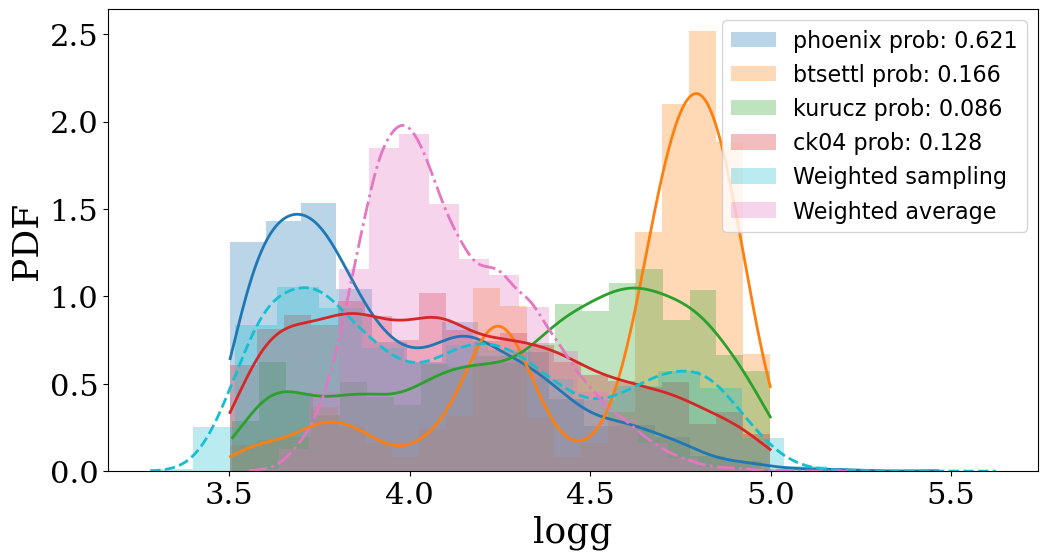 2.5
2.0
1.5
1.0
0.5
0.0
PDF
phoenix prob: 0.621
btsettl prob: 0.166
kurucz prob: 0.086
ck04 prob: 0.128
Weighted sampling
Weighted average
3.5 4.0 4.5 5.0 5.5
logg